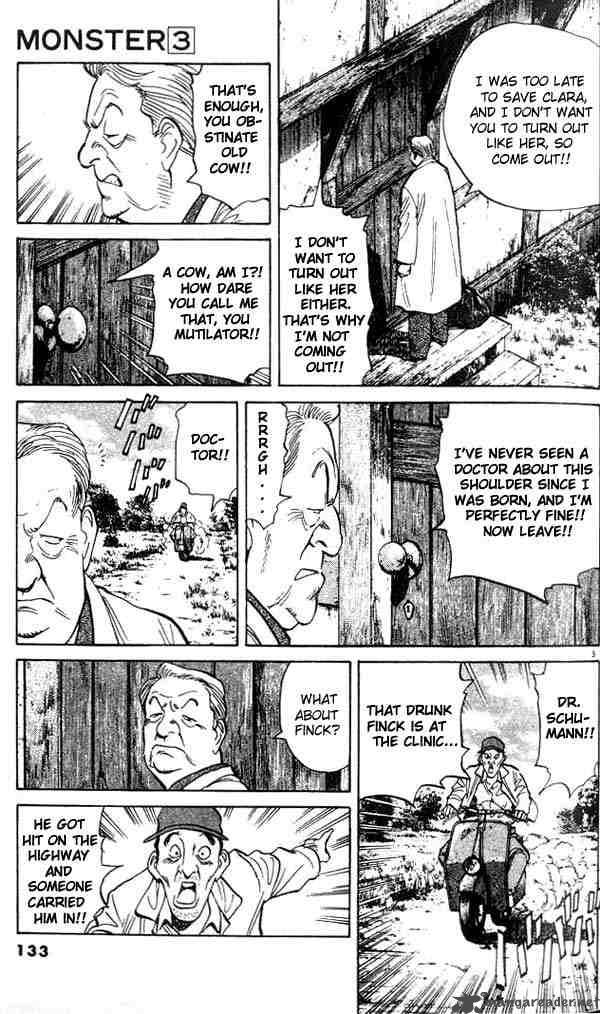 MONSTER 3
THAT'S
ENOUGH,
YOU OB-
STINATE
OLD
COW!!
I WAS TOO LATE
TO SAVE CLARA,
AND I DON'T WANT
YOU TO TURN OUT
LIKE HER, SO
COME OUT!!
I DON'T
WANT TO
TURN OUT
LIKE HER
EITHER.
THAT'S WHY
I'M NOT
COMING
OUT!!
A COW, AM I?!
HOW DARE
YOU CALL ME
THAT, YOU
MUTILATOR!!
DOC-
TOR!!
RRRGH...
I'VE NEVER SEEN A
DOCTOR ABOUT THIS
SHOULDER SINCE I
WAS BORN, AND I'M
PERFECTLY FINE!!
NOW LEAVE!!
3
WHAT
ABOUT
FINCK?
DR.
SCHU-
MANN!!
THAT DRUNK
FINCK IS AT
THE CLINIC...
HE GOT
HIT ON THE
HIGHWAY
AND
SOMEONE
CARRIED
HIM IN!!
133
mangareader.net